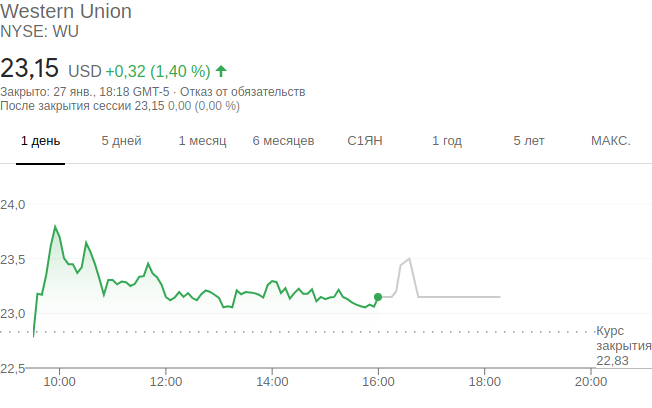 Western Union
NYSE: WU
23,15 USD +0,32 (1,40 %)
Закрыто: 27 янв., 18:18 GMT-5 · Отказ от обязательств
После закрытия сессии 23,15 0,00 (0,00 %)
1 день 5 дней 1 месяц 6 месяцев С1ЯН 1 год 5 лет МАКС.
24,0
23,5
23,0
Курс
закрытия
22,83
22,5
10:00 12:00 14:00 16:00 18:00 20:00